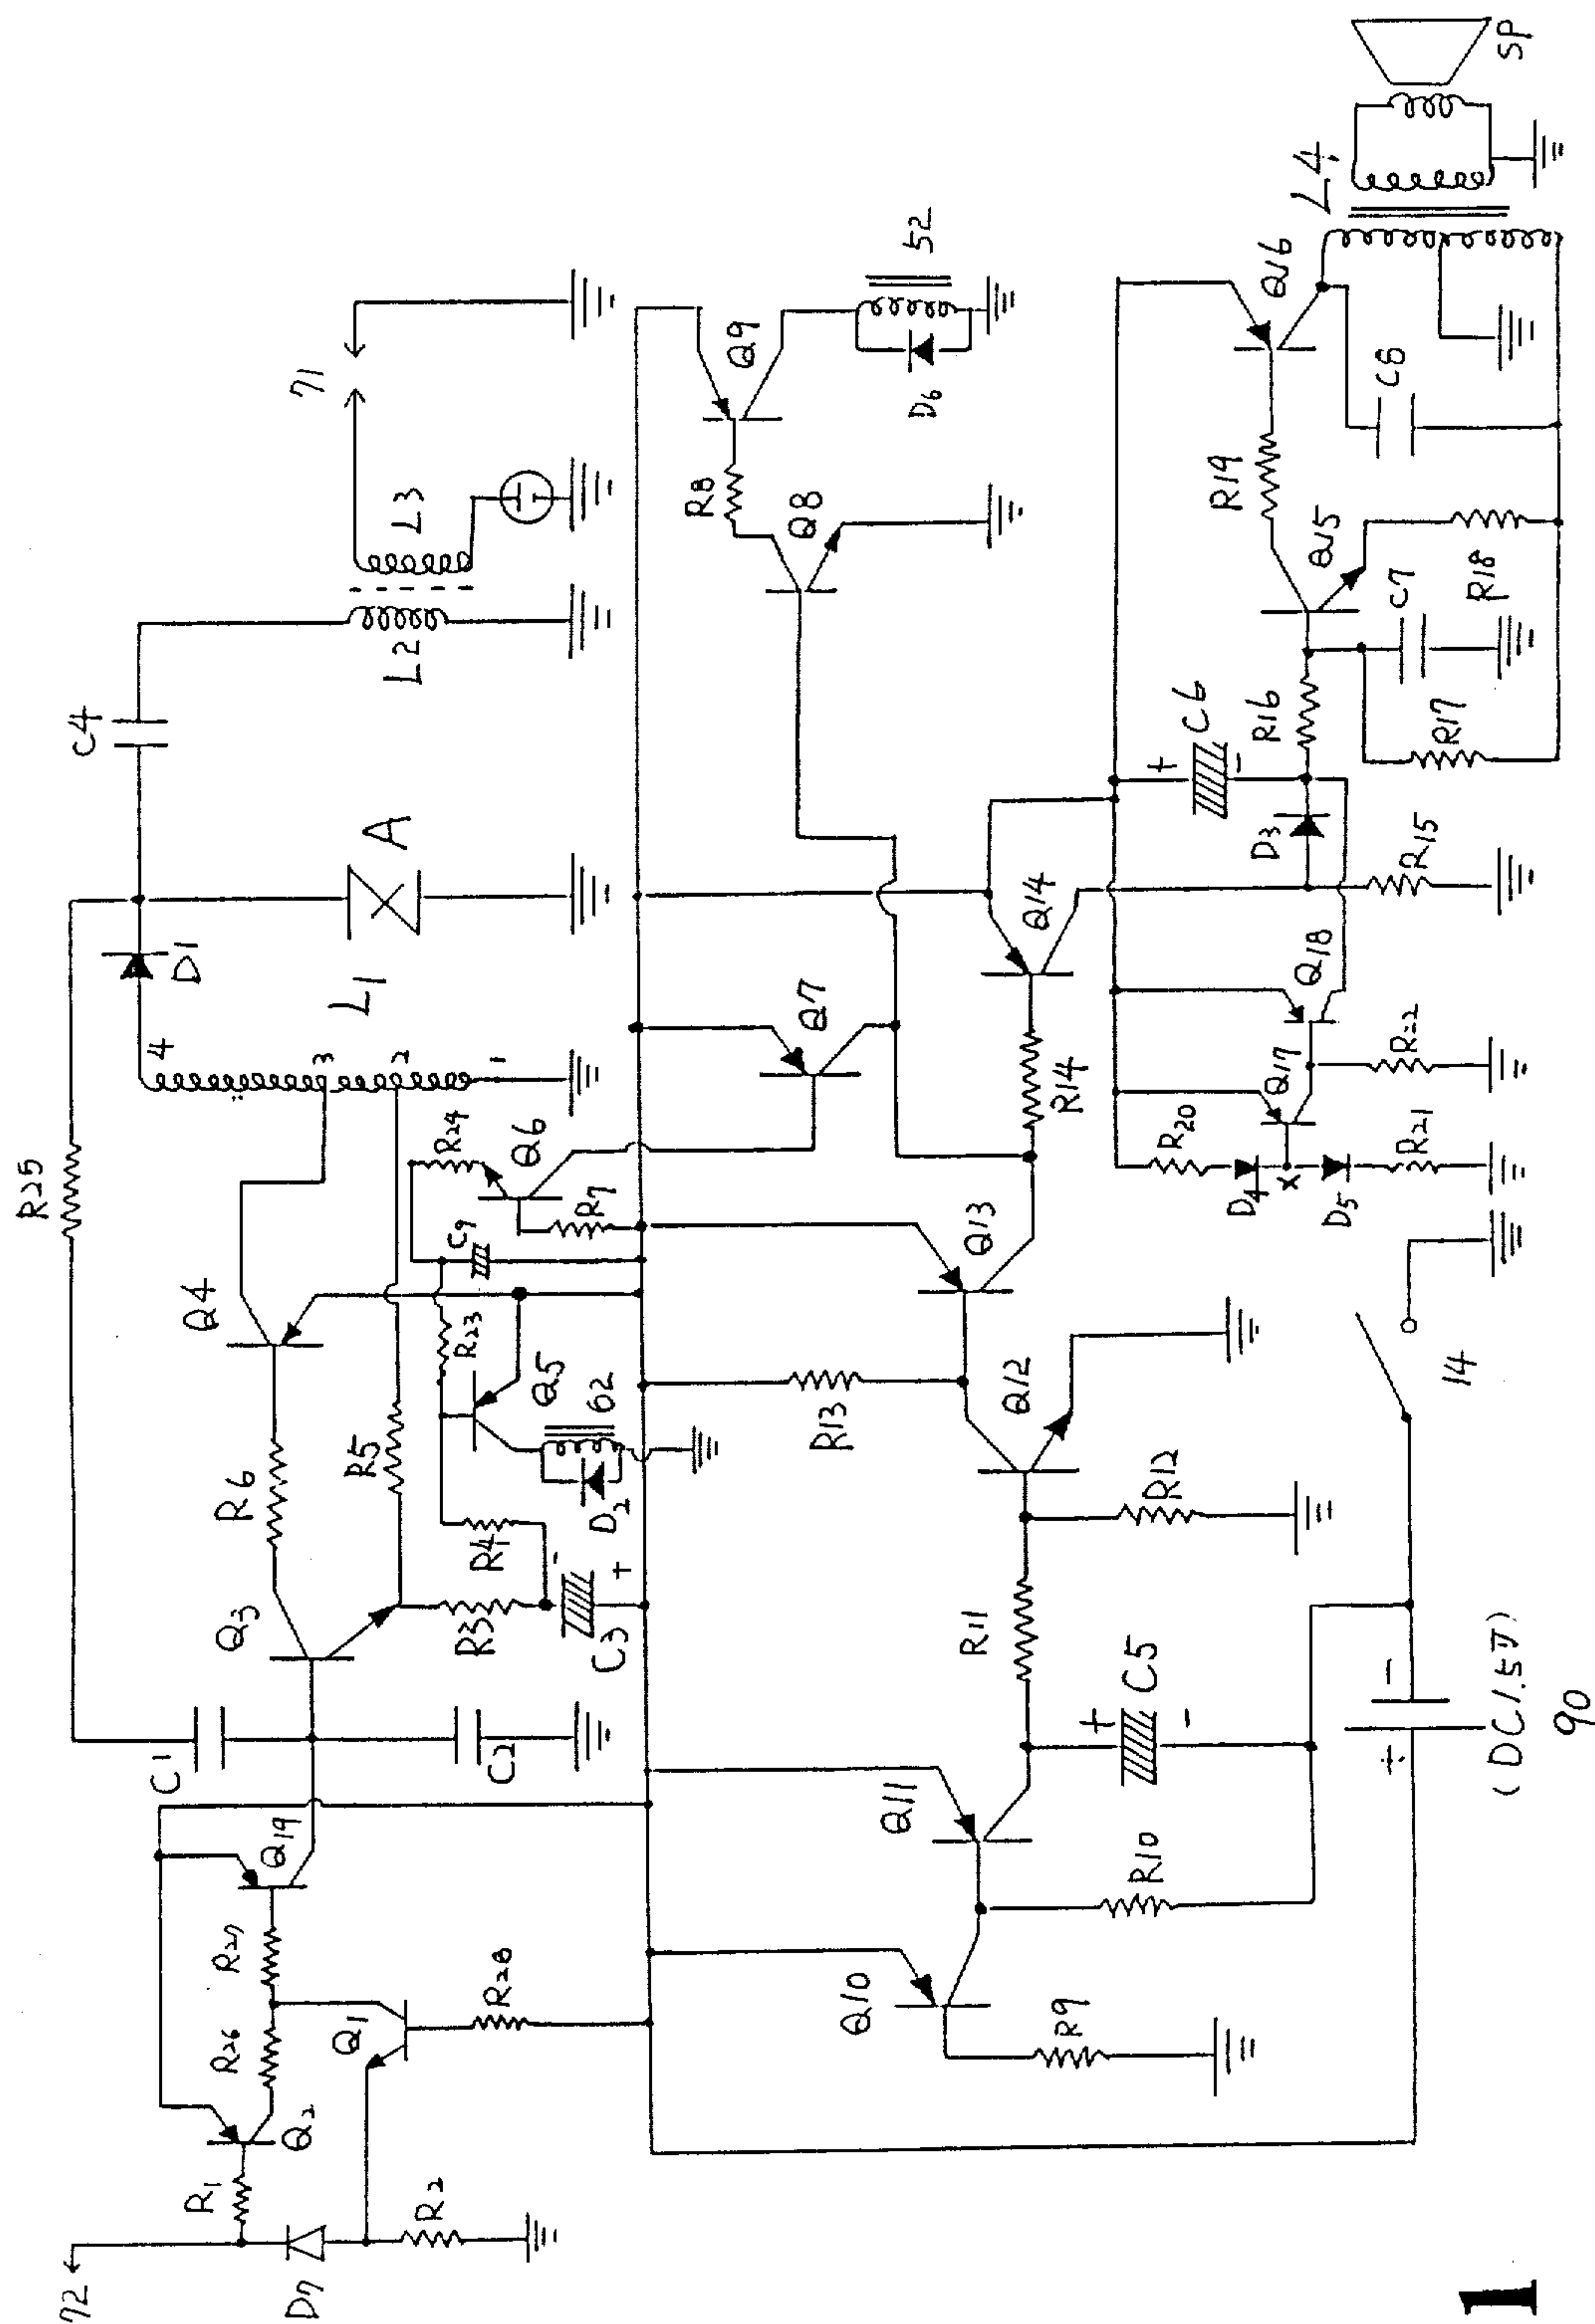 R25
C4
71
D1
4
A
L1
3
2
1
L2
L3
C1
Q3
R6
Q4
R24
Q6
Q19
R27
R26
Q2
R1
72
D7
R2
Q1
R28
C2
R3
R4
R5
R23
C9
R7
Q5
62
D2
C3
+
-
Q7
R8
Q8
Q9
D6
52
Q10
R9
Q11
R10
+
C5
-
R11
R13
Q12
R12
Q13
R14
Q14
+
C6
-
R16
D3
R15
R20
Q17
Q18
D4
X
D5
R21
R22
R17
C7
Q15
R18
R19
Q16
C8
L4
SP
+
-
14
(DC1.5V)
90
1